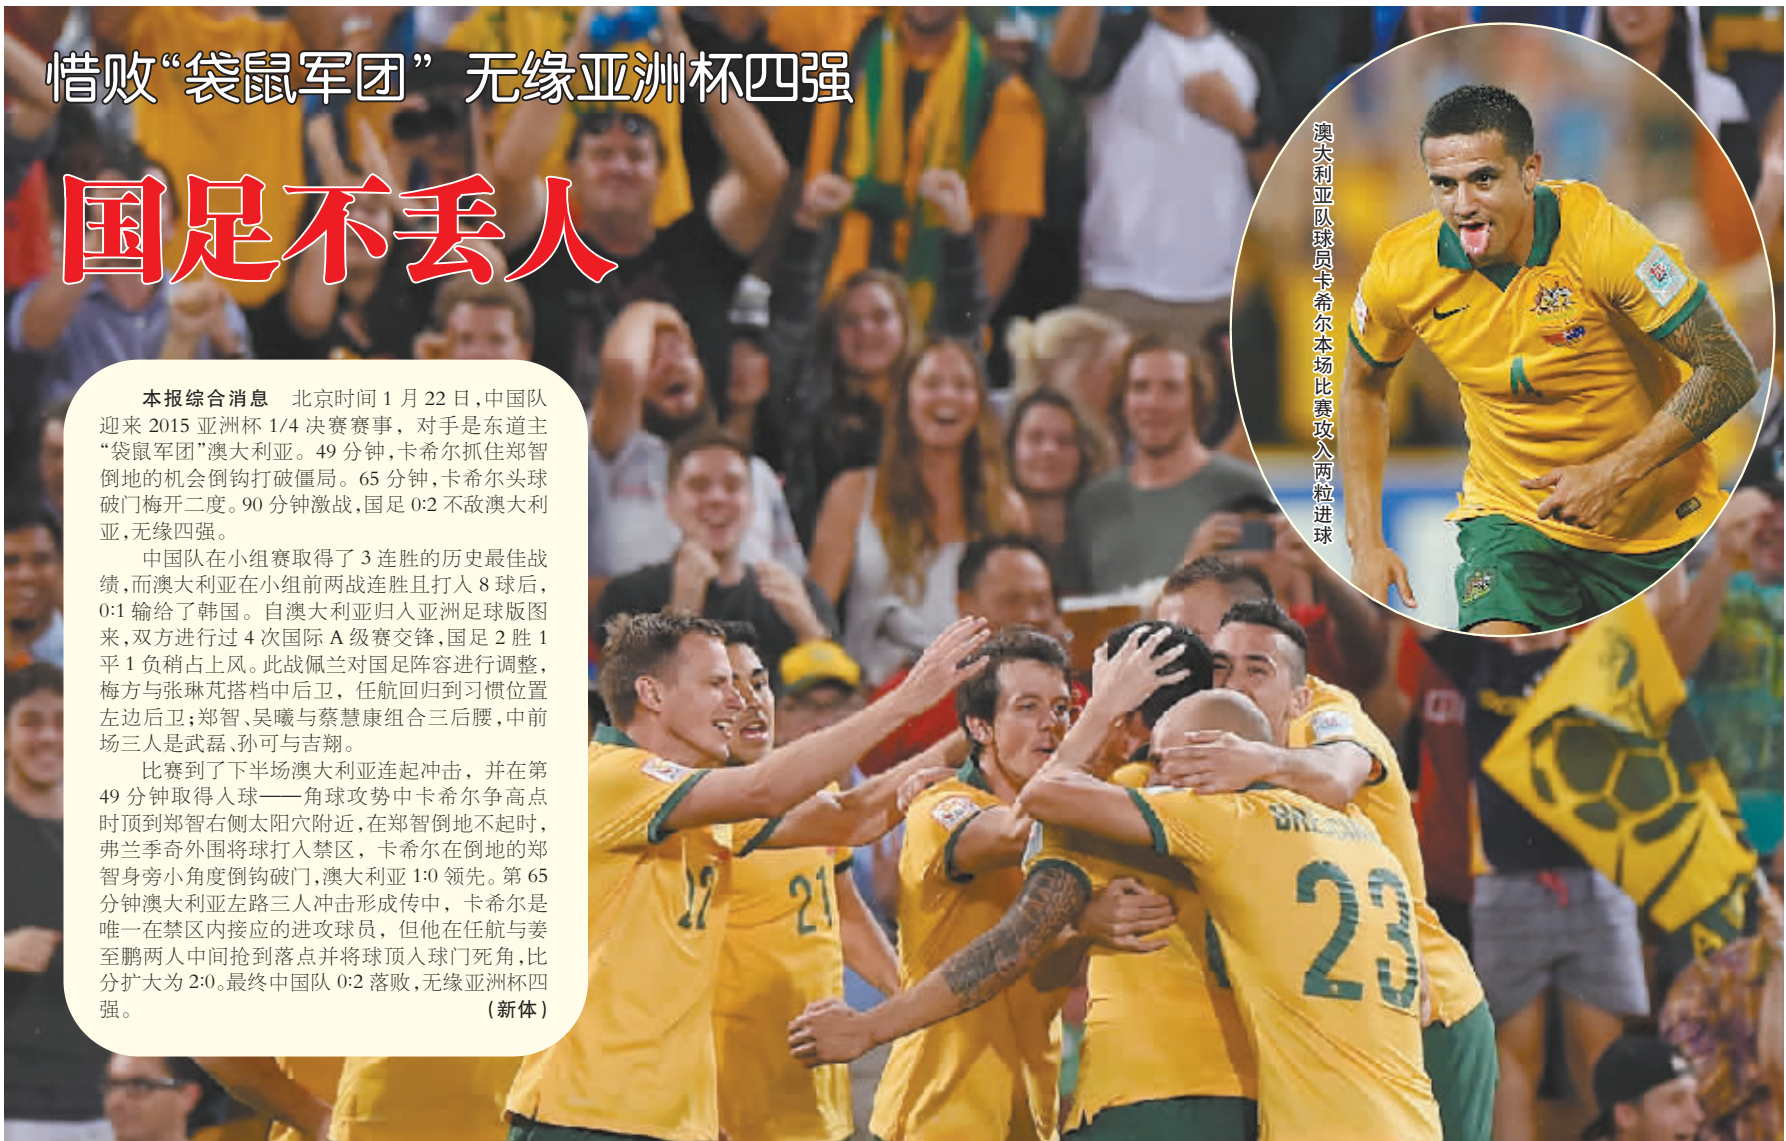 惜败“袋鼠军团” 无缘亚洲杯四强
国足不丢人
本报综合消息 北京时间1月22日,中国队
迎来2015亚洲杯1/4决赛赛事，对手是东道主
“袋鼠军团”澳大利亚。49分钟,卡希尔抓住郑智
倒地的机会倒钩打破僵局。65分钟,卡希尔头球
破门梅开二度。90分钟激战,国足0:2不敌澳大利
亚,无缘四强。
中国队在小组赛取得了3连胜的历史最佳战
绩,而澳大利亚在小组前两战连胜且打入8球后，
0:1输给了韩国。自澳大利亚归入亚洲足球版图
来,双方进行过4次国际A级赛交锋,国足2胜1
平1负稍占上风。此战佩兰对国足阵容进行调整，
梅方与张琳芃搭档中后卫，任航回归到习惯位置
左边后卫;郑智、吴曦与蔡慧康组合三后腰,中前
场三人是武磊、孙可与吉翔。
比赛到了下半场澳大利亚连起冲击，并在第
49分钟取得入球——角球攻势中卡希尔争高点
时顶到郑智右侧太阳穴附近,在郑智倒地不起时，
弗兰季奇外围将球打入禁区，卡希尔在倒地的郑
智身旁小角度倒钩破门,澳大利亚1:0领先。第65
分钟澳大利亚左路三人冲击形成传中，卡希尔是
唯一在禁区内接应的进攻球员，但他在任航与姜
至鹏两人中间抢到落点并将球顶入球门死角,比
分扩大为2:0。最终中国队0:2落败,无缘亚洲杯四
强。 (新体)
澳大利亚队球员卡希尔本场比赛攻入两粒进球
22
21
23